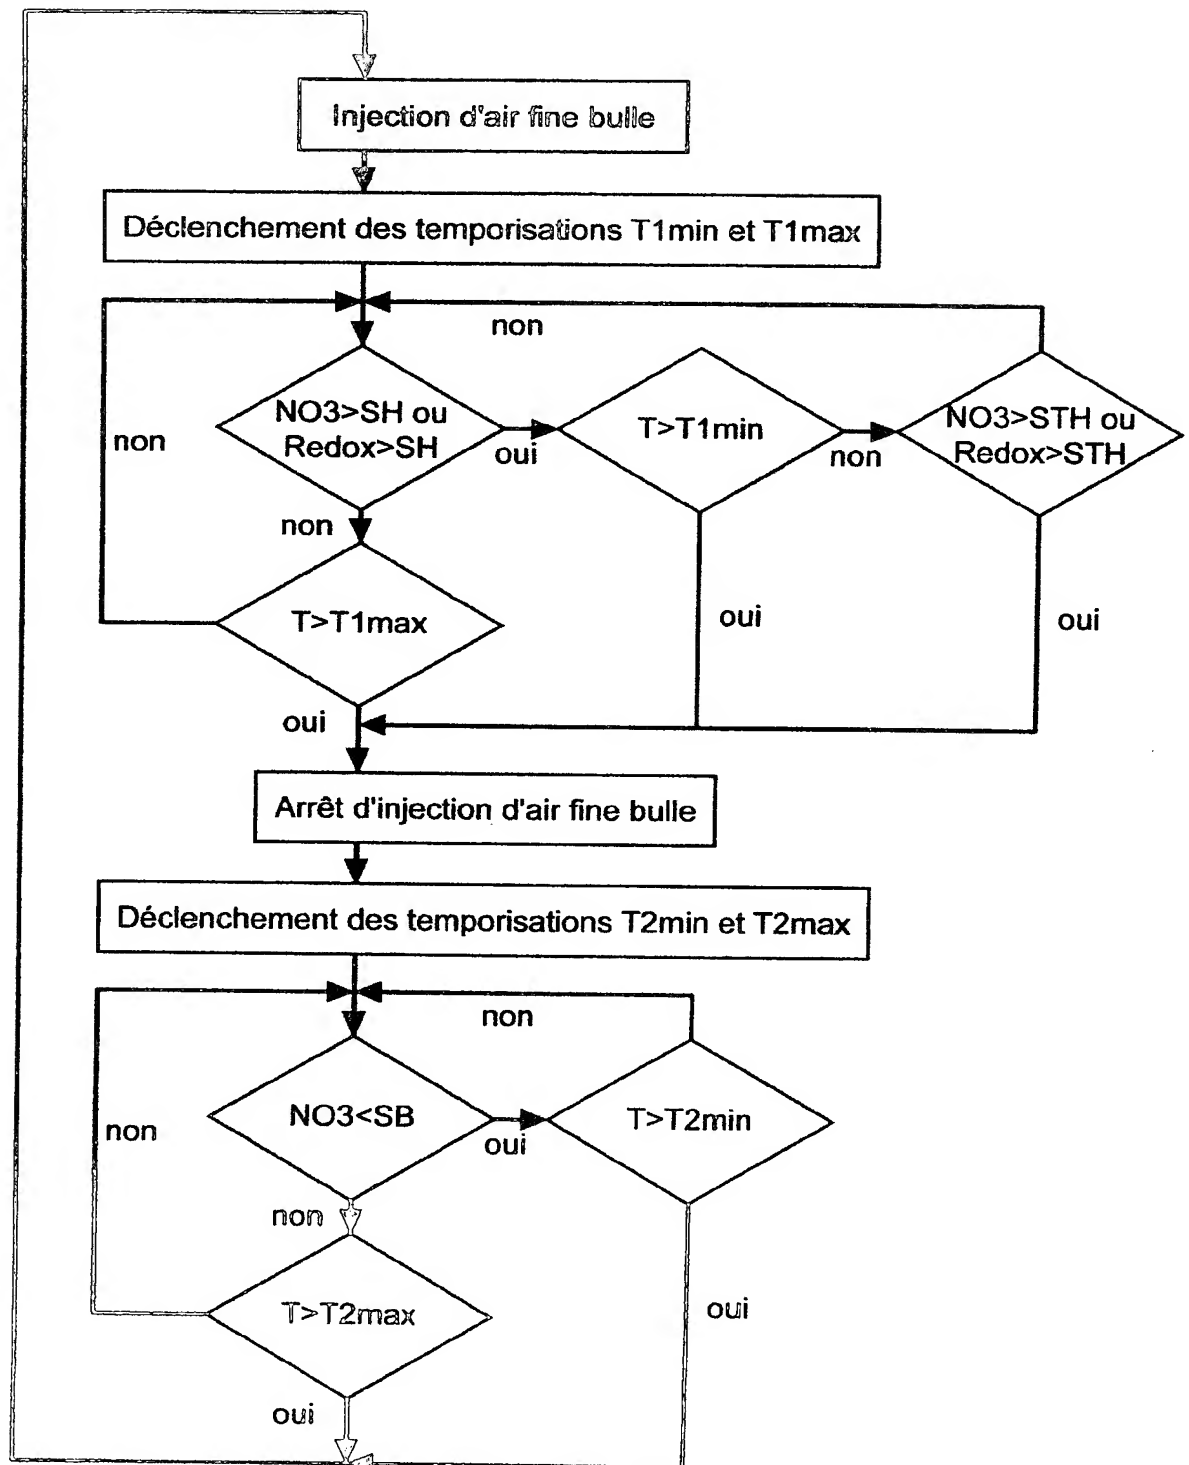 Injection d'air fine bulle
Déclenchement des temporisations T1min et T1max
non
NO3>SH ou
Redox>SH
non
oui
T>T1min
non
NO3>STH ou
Redox>STH
non
T>T1max
oui
oui
oui
Arrêt d'injection d'air fine bulle
Déclenchement des temporisations T2min et T2max
non
NO3<SB
T>T2min
non
oui
non
T>T2max
oui
oui